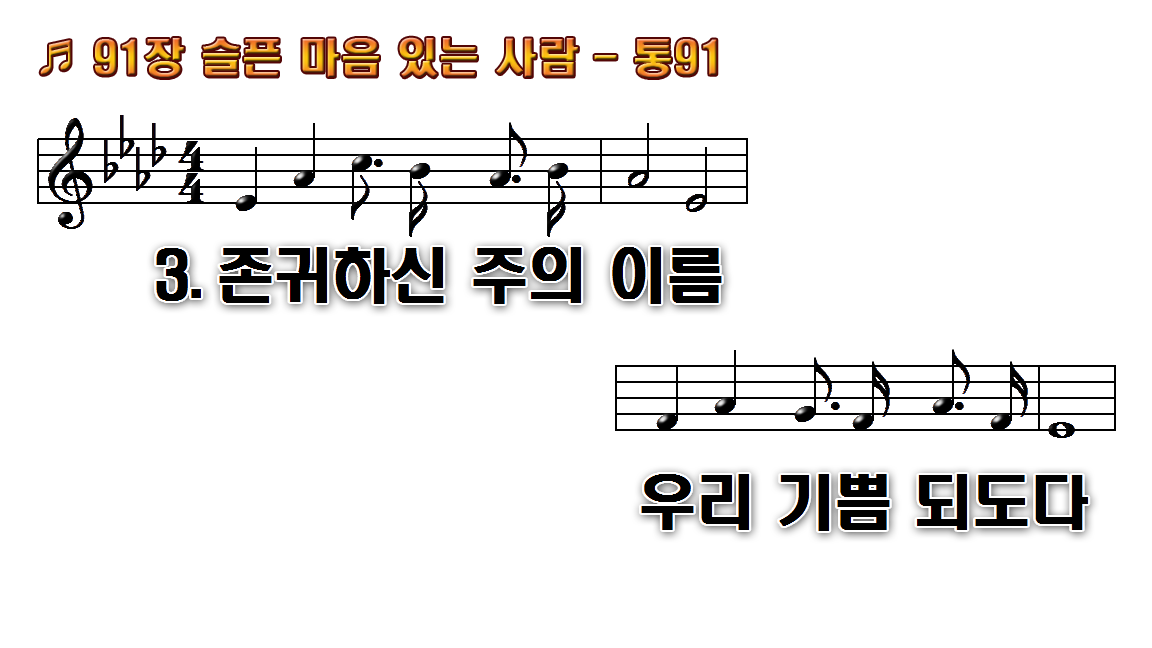 ♬ 91장 슬픈 마음 있는 사람 - 통91
3. 존귀하신 주의 이름
우리 기쁨 되도다